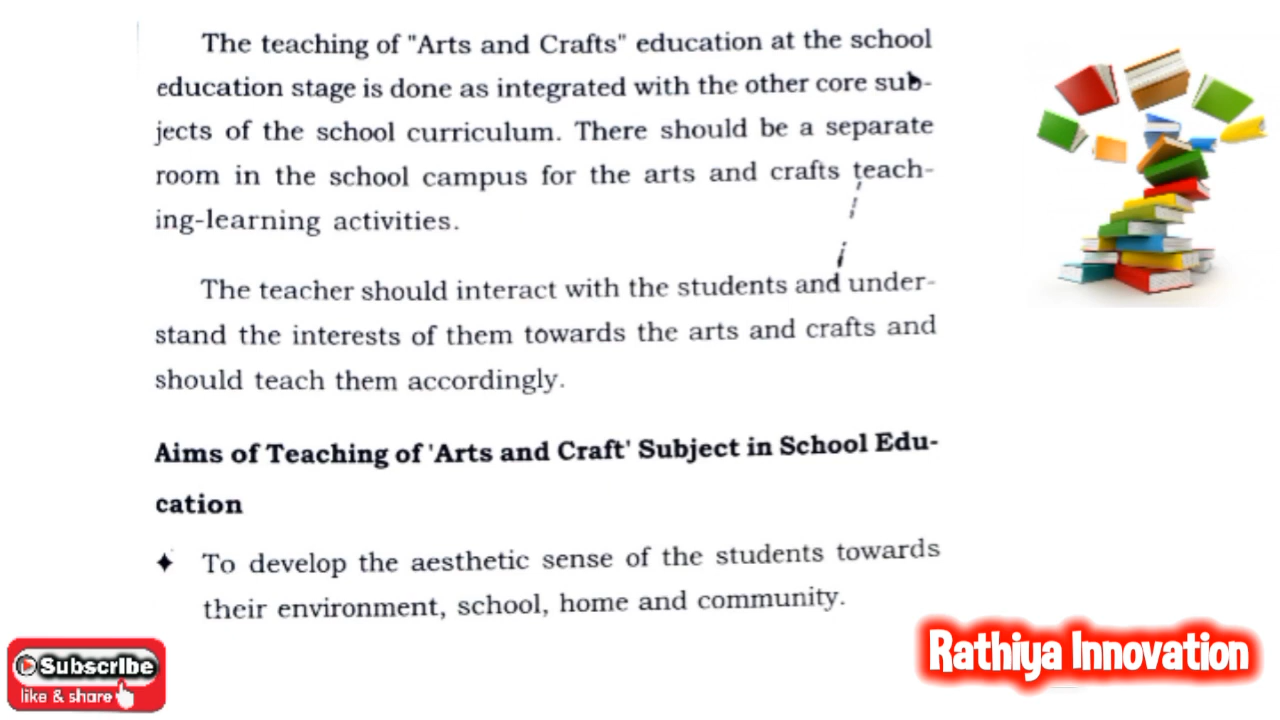 The teaching of "Arts and Crafts" education at the school
education stage is done as integrated with the other core sub-
jects of the school curriculum. There should be a separate
room in the school campus for the arts and crafts teach-
ing-learning activities.
The teacher should interact with the students and under-
stand the interests of them towards the arts and crafts and
should teach them accordingly.
Aims of Teaching of 'Arts and Craft' Subject in School Edu-
cation
✦ To develop the aesthetic sense of the students towards
their environment, school, home and community.
Subscribe
like & share
Rathiya Innovation